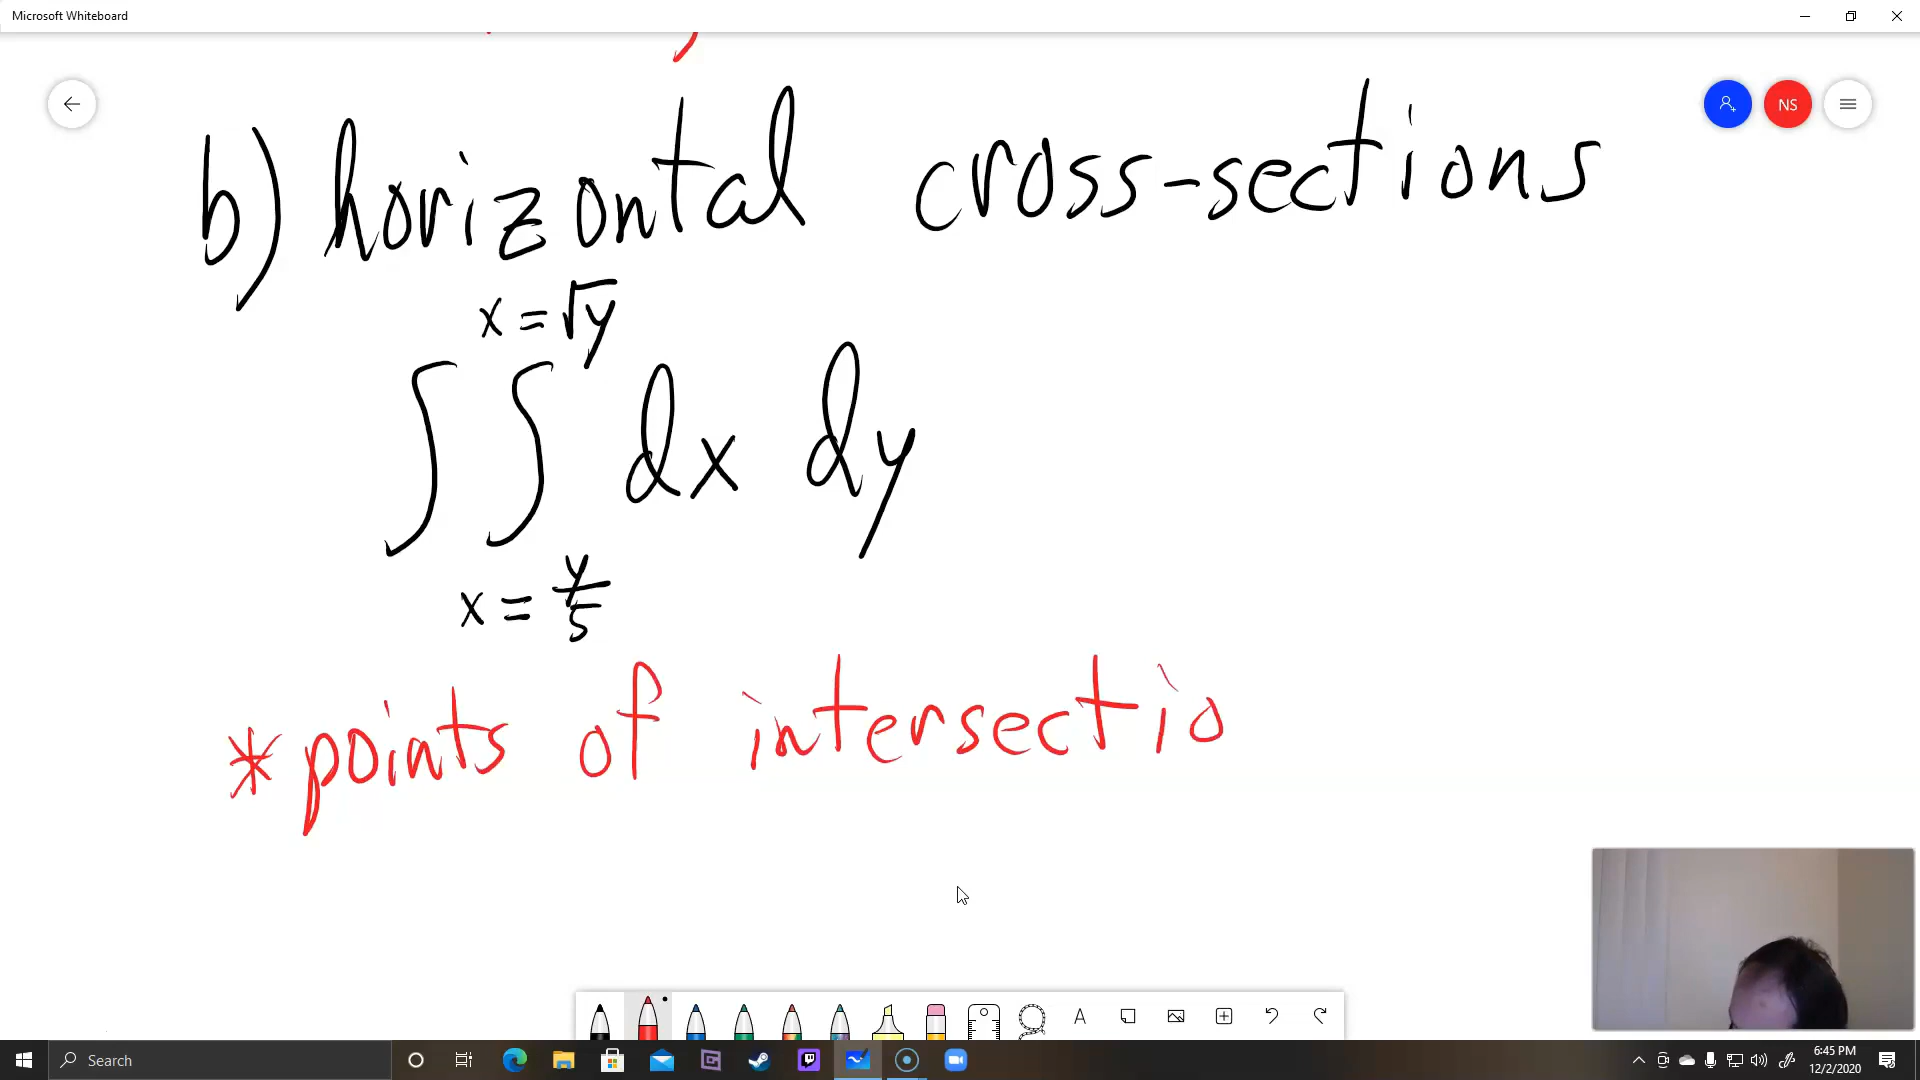 Microsoft Whiteboard
NS
b) horizontal cross-sections
x = √y
∫ ∫ dx dy
x = y/5
*points of intersectio
A
Search
6:45 PM
12/2/2020